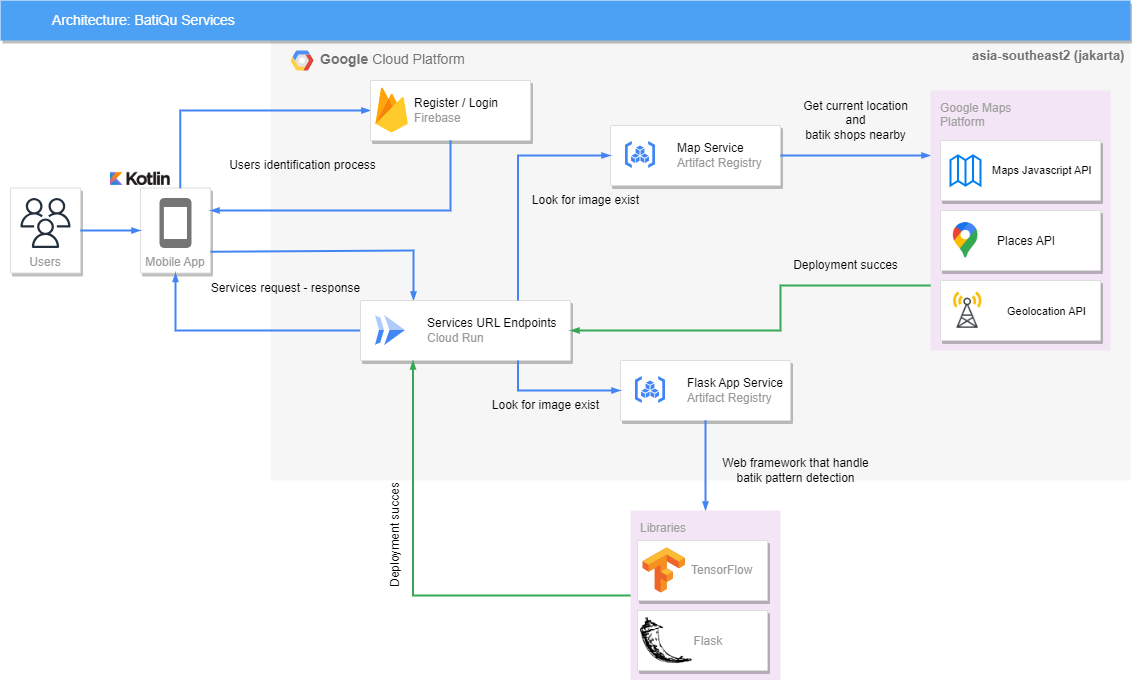 Architecture: BatiQu Services
Google Cloud Platform
asia-southeast2 (jakarta)
Register / Login
Firebase
Users identification process
Kotlin
Users
Mobile App
Services request - response
Services URL Endpoints
Cloud Run
Look for image exist
Map Service
Artifact Registry
Get current location
and
batik shops nearby
Google Maps
Platform
Maps Javascript API
Places API
Geolocation API
Deployment succes
Look for image exist
Flask App Service
Artifact Registry
Web framework that handle
batik pattern detection
Deployment succes
Libraries
TensorFlow
Flask